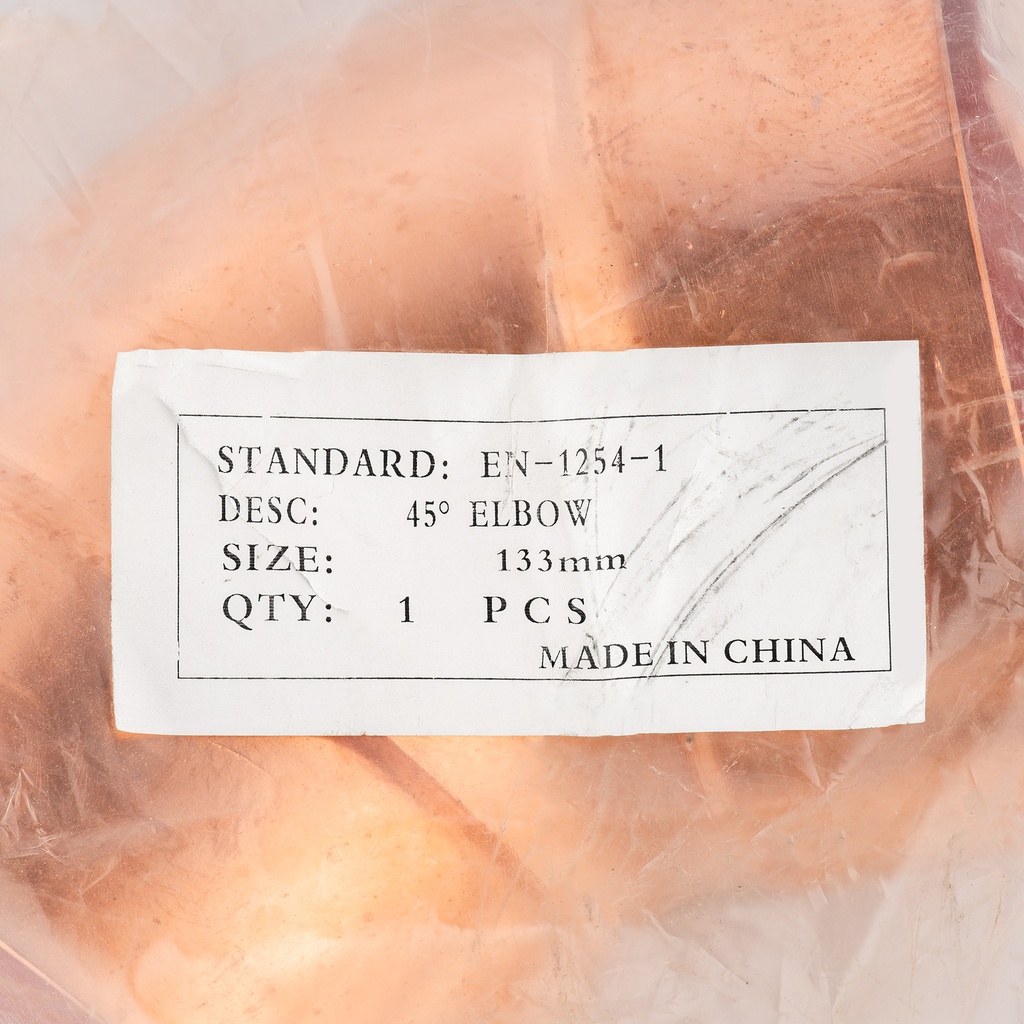 STANDARD: EN-1254-1
DESC: 45° ELBOW
SIZE: 133mm
QTY: 1 PCS
MADE IN CHINA